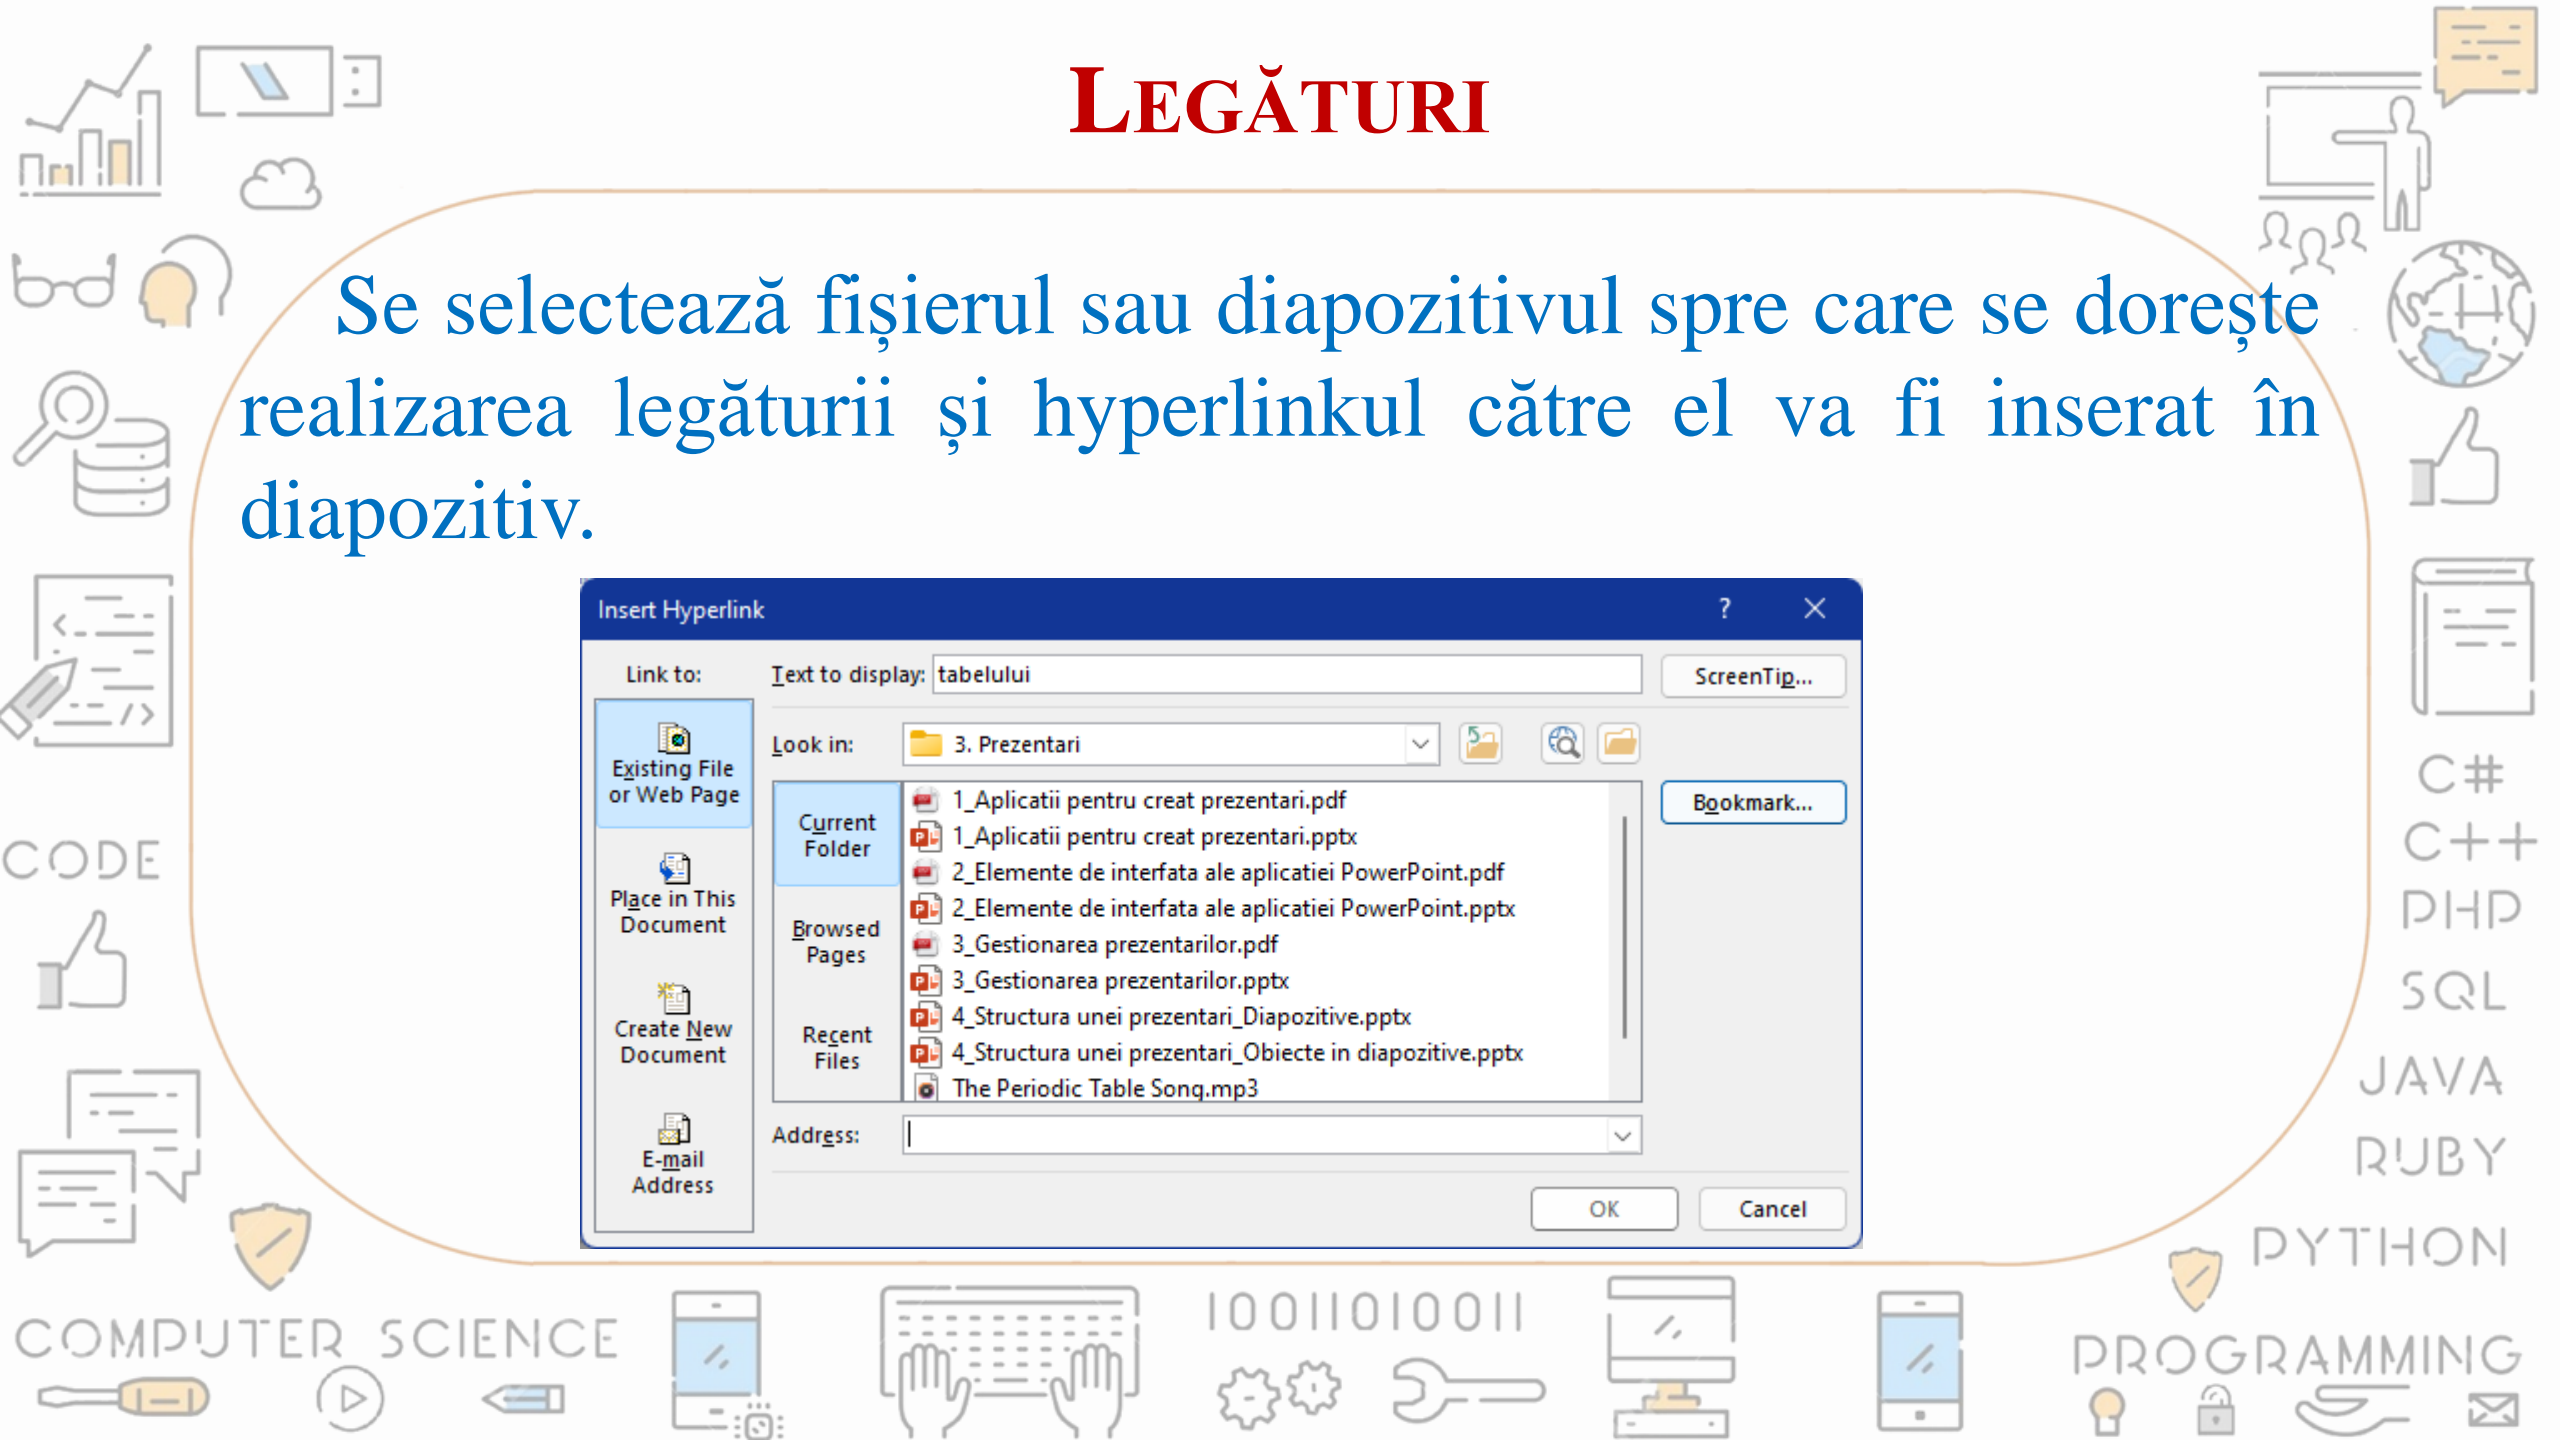 LEGĂTURI
Se selectează fișierul sau diapozitivul spre care se dorește
realizarea legăturii și hyperlinkul către el va fi inserat în
diapozitiv.
Insert Hyperlink
Link to:
Text to display: tabelului
ScreenTip...
Existing File
or Web Page
Look in: 3. Prezentari
Place in This
Document
Create New
Document
E-mail
Address
Current
Folder
Browsed
Pages
Recent
Files
1_Aplicatii pentru creat prezentari.pdf
1_Aplicatii pentru creat prezentari.pptx
2_Elemente de interfata ale aplicatiei PowerPoint.pdf
2_Elemente de interfata ale aplicatiei PowerPoint.pptx
3_Gestionarea prezentarilor.pdf
3_Gestionarea prezentarilor.pptx
4_Structura unei prezentari_Diapozitive.pptx
4_Structura unei prezentari_Obiecte in diapozitive.pptx
The Periodic Table Song.mp3
Bookmark...
Address:
OK
Cancel
CODE
C#
C++
PHP
SQL
JAVA
RUBY
PYTHON
COMPUTER SCIENCE
10011010011
PROGRAMMING